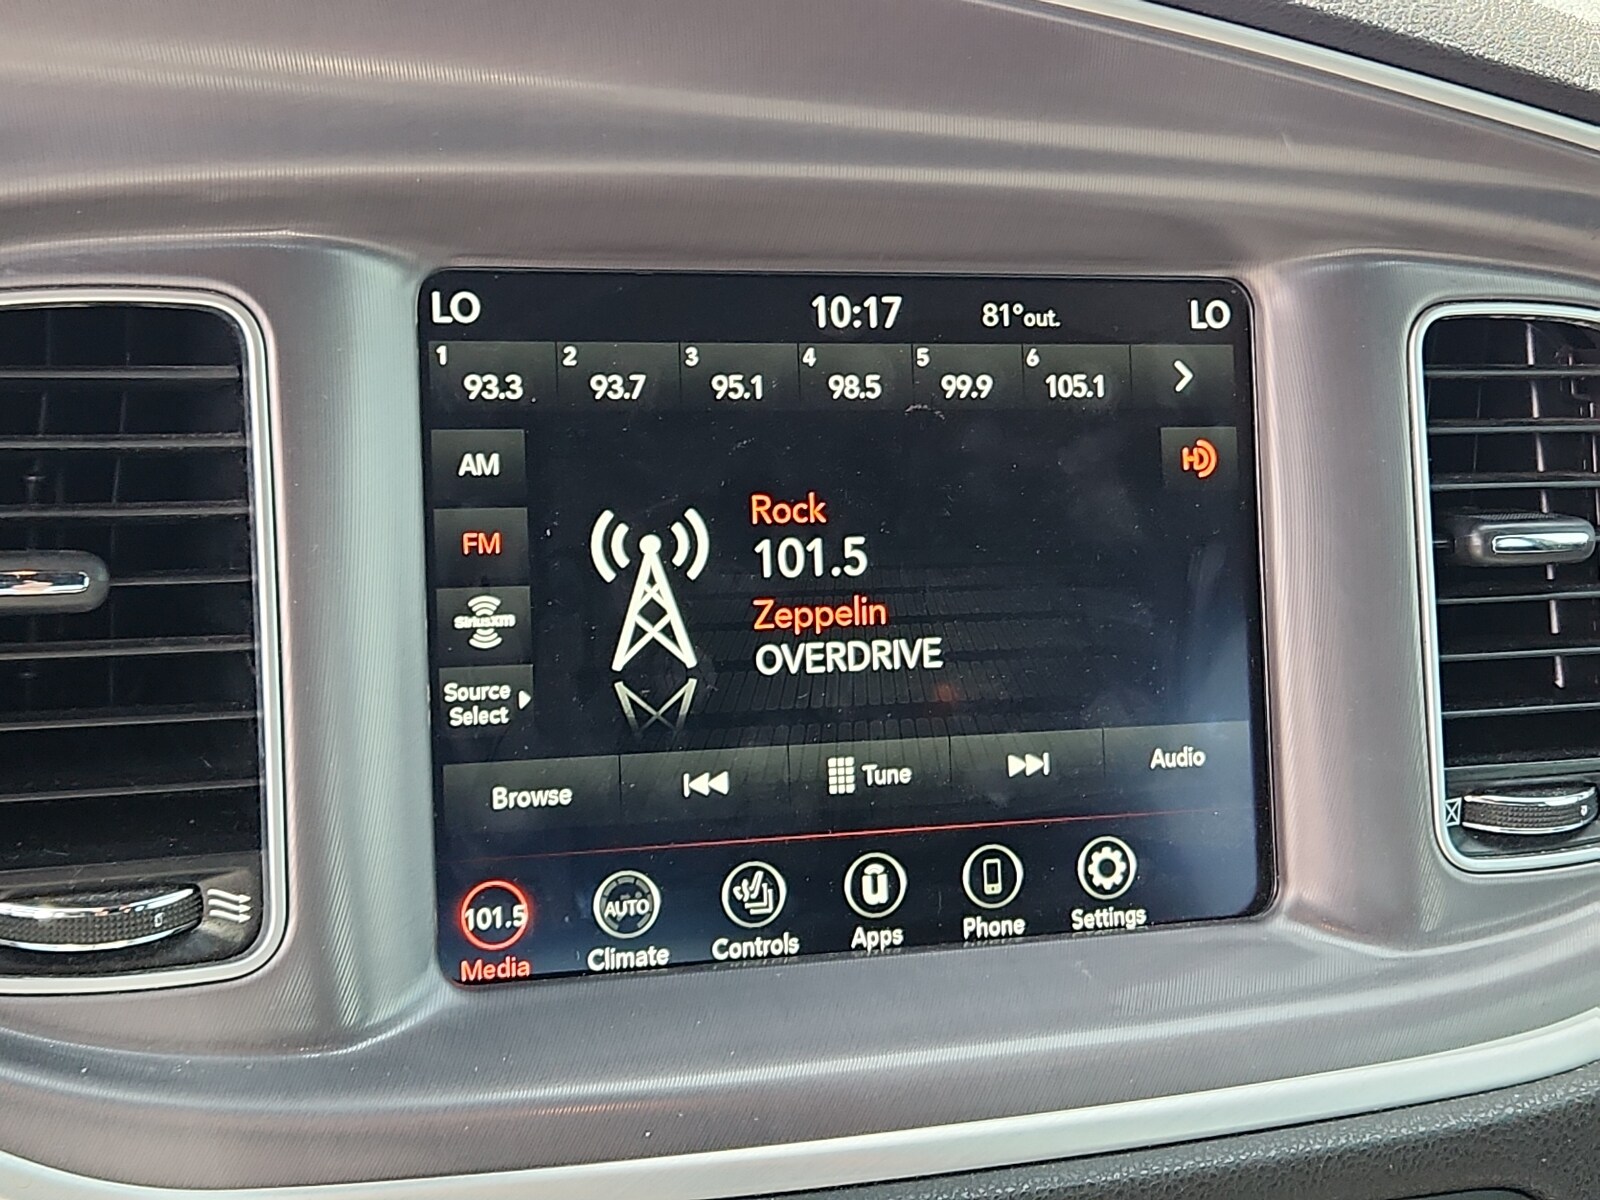 LO 10:17 81°out. LO
1 93.3 2 93.7 3 95.1 4 98.5 5 99.9 6 105.1
AM
HD
Rock
FM
101.5
Zeppelin
SiriusXM
OVERDRIVE
Source
Select
Browse Tune Audio
101.5 AUTO
Media Climate Controls Apps Phone Settings